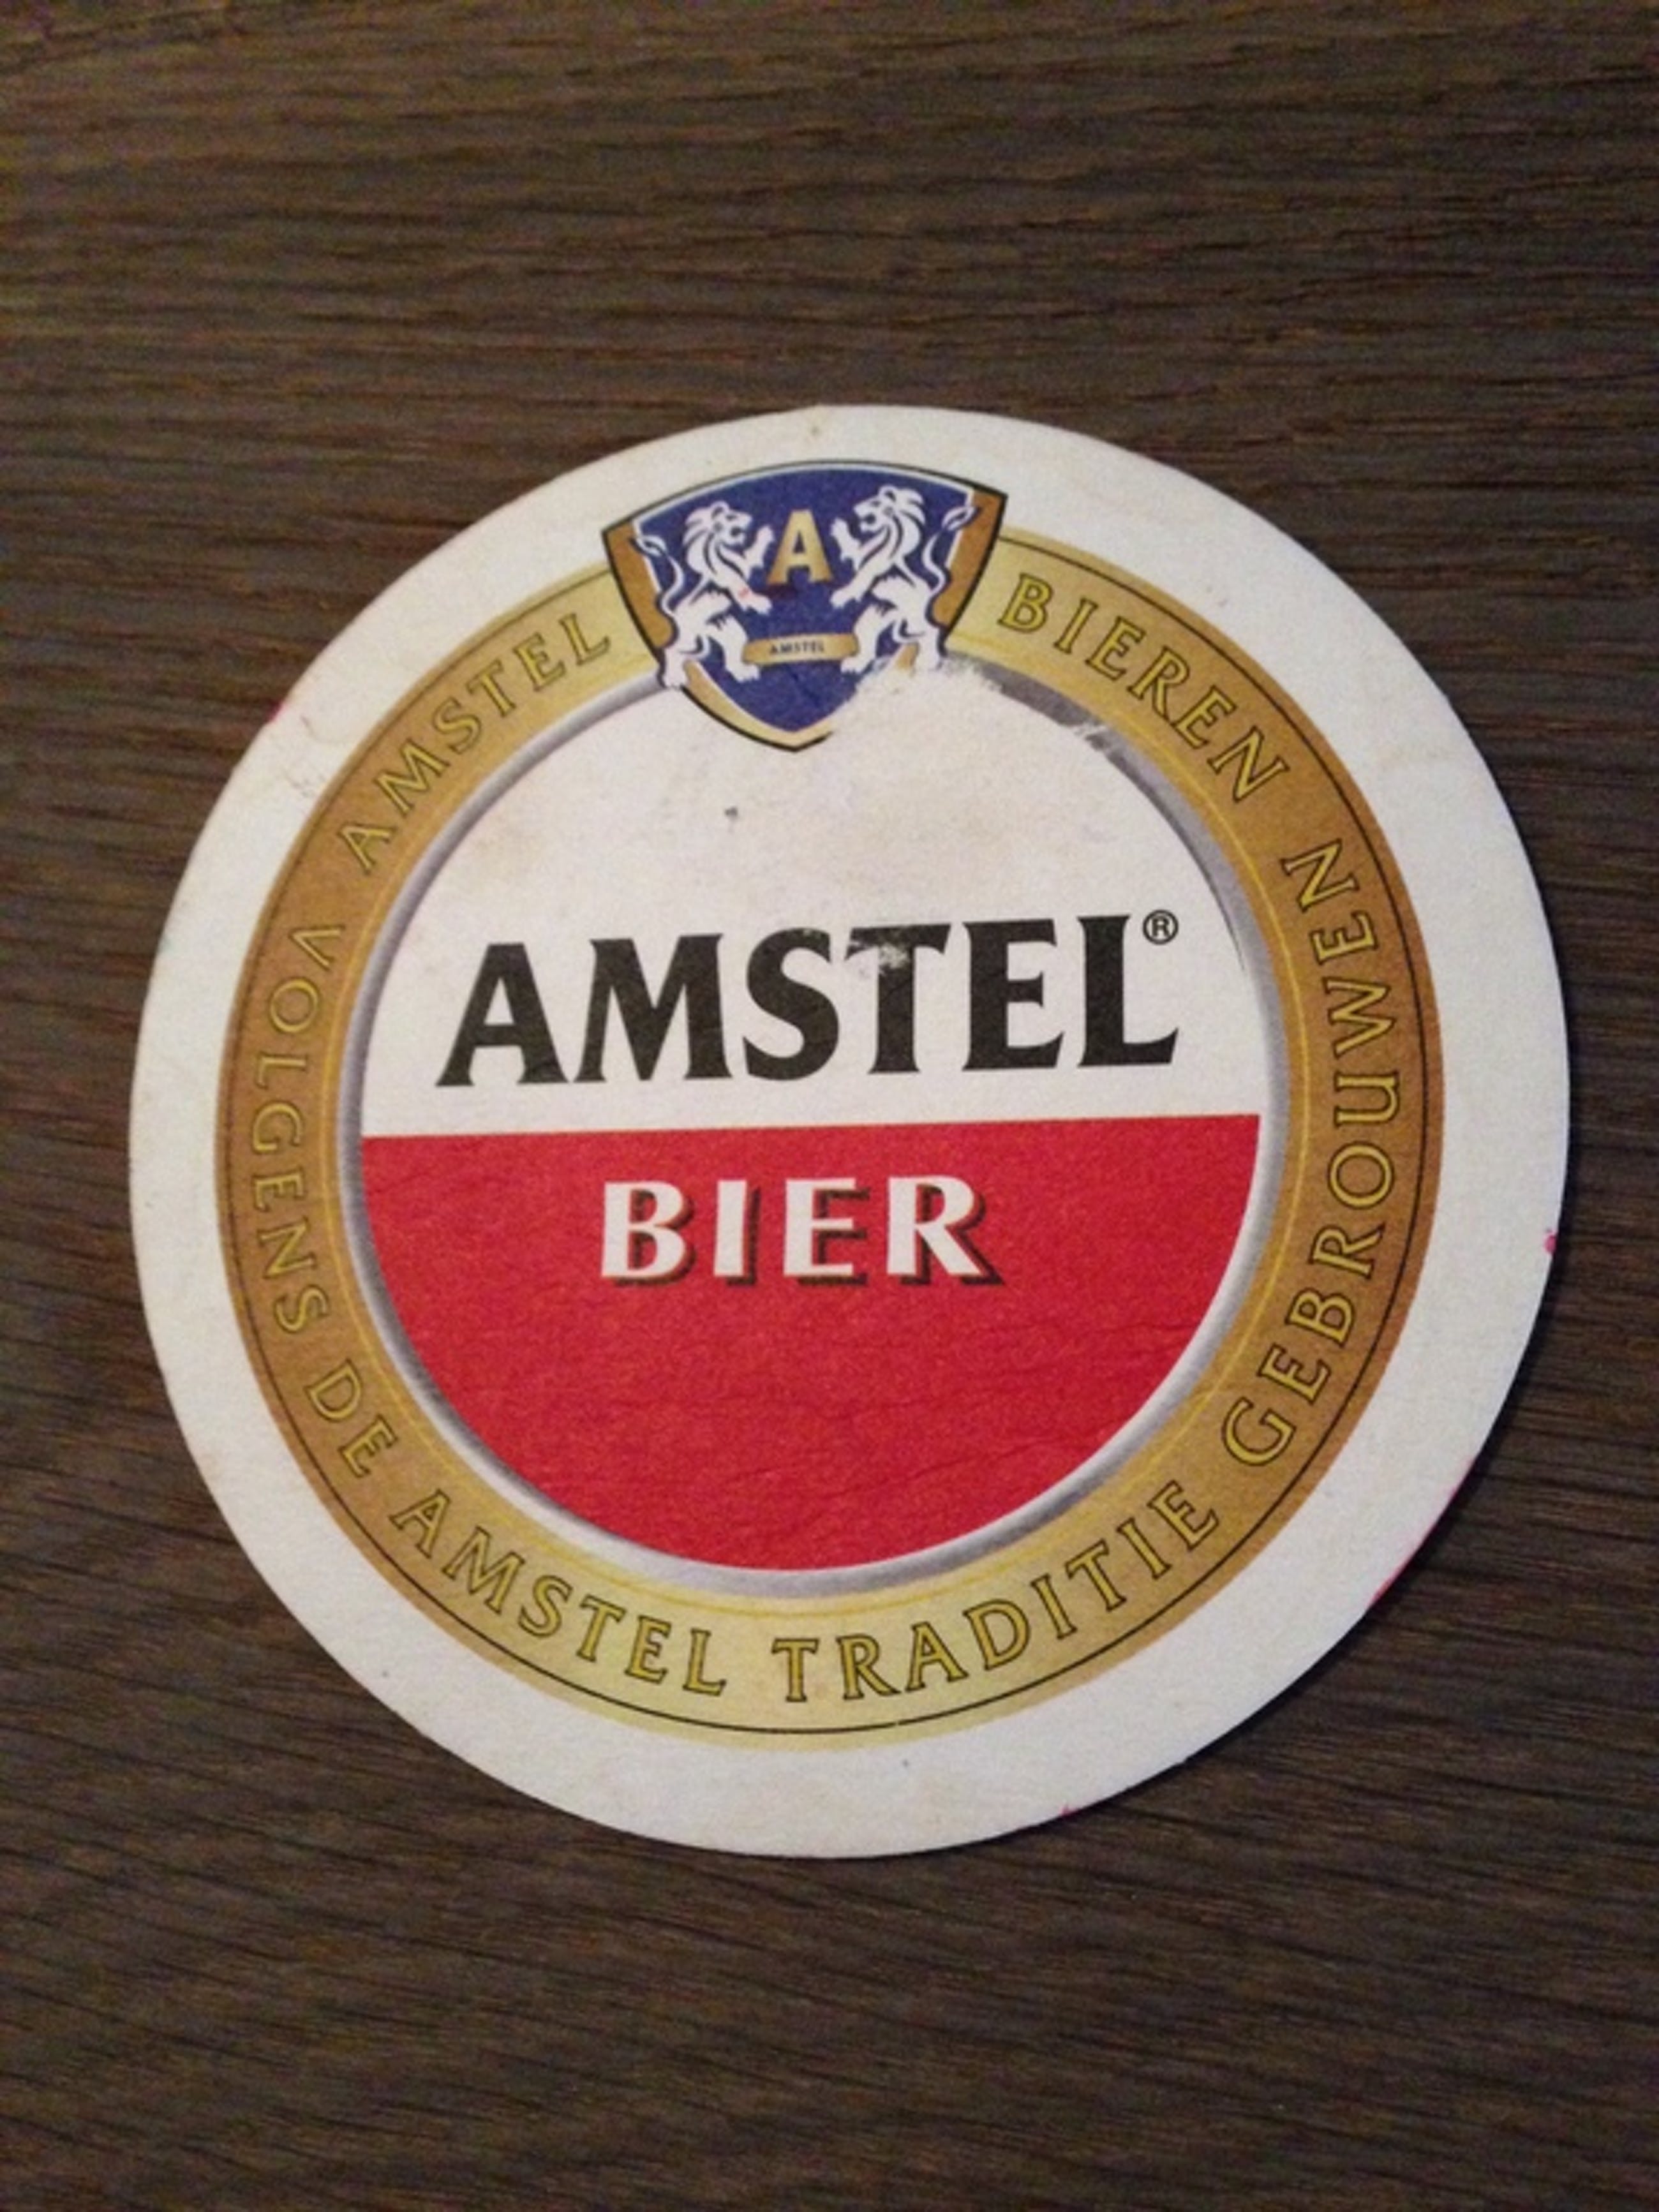 A
AMSTEL
AMSTEL BIEREN
AMSTEL®
BIER
VOLGENS DE AMSTEL TRADITIE GEBROUWEN